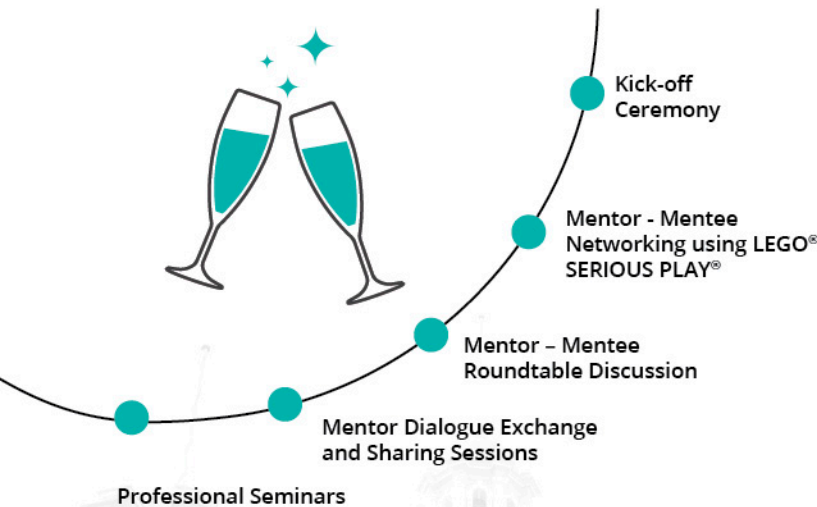 Kick-off
Ceremony
Mentor - Mentee
Networking using LEGO®
SERIOUS PLAY®
Mentor – Mentee
Roundtable Discussion
Mentor Dialogue Exchange
and Sharing Sessions
Professional Seminars